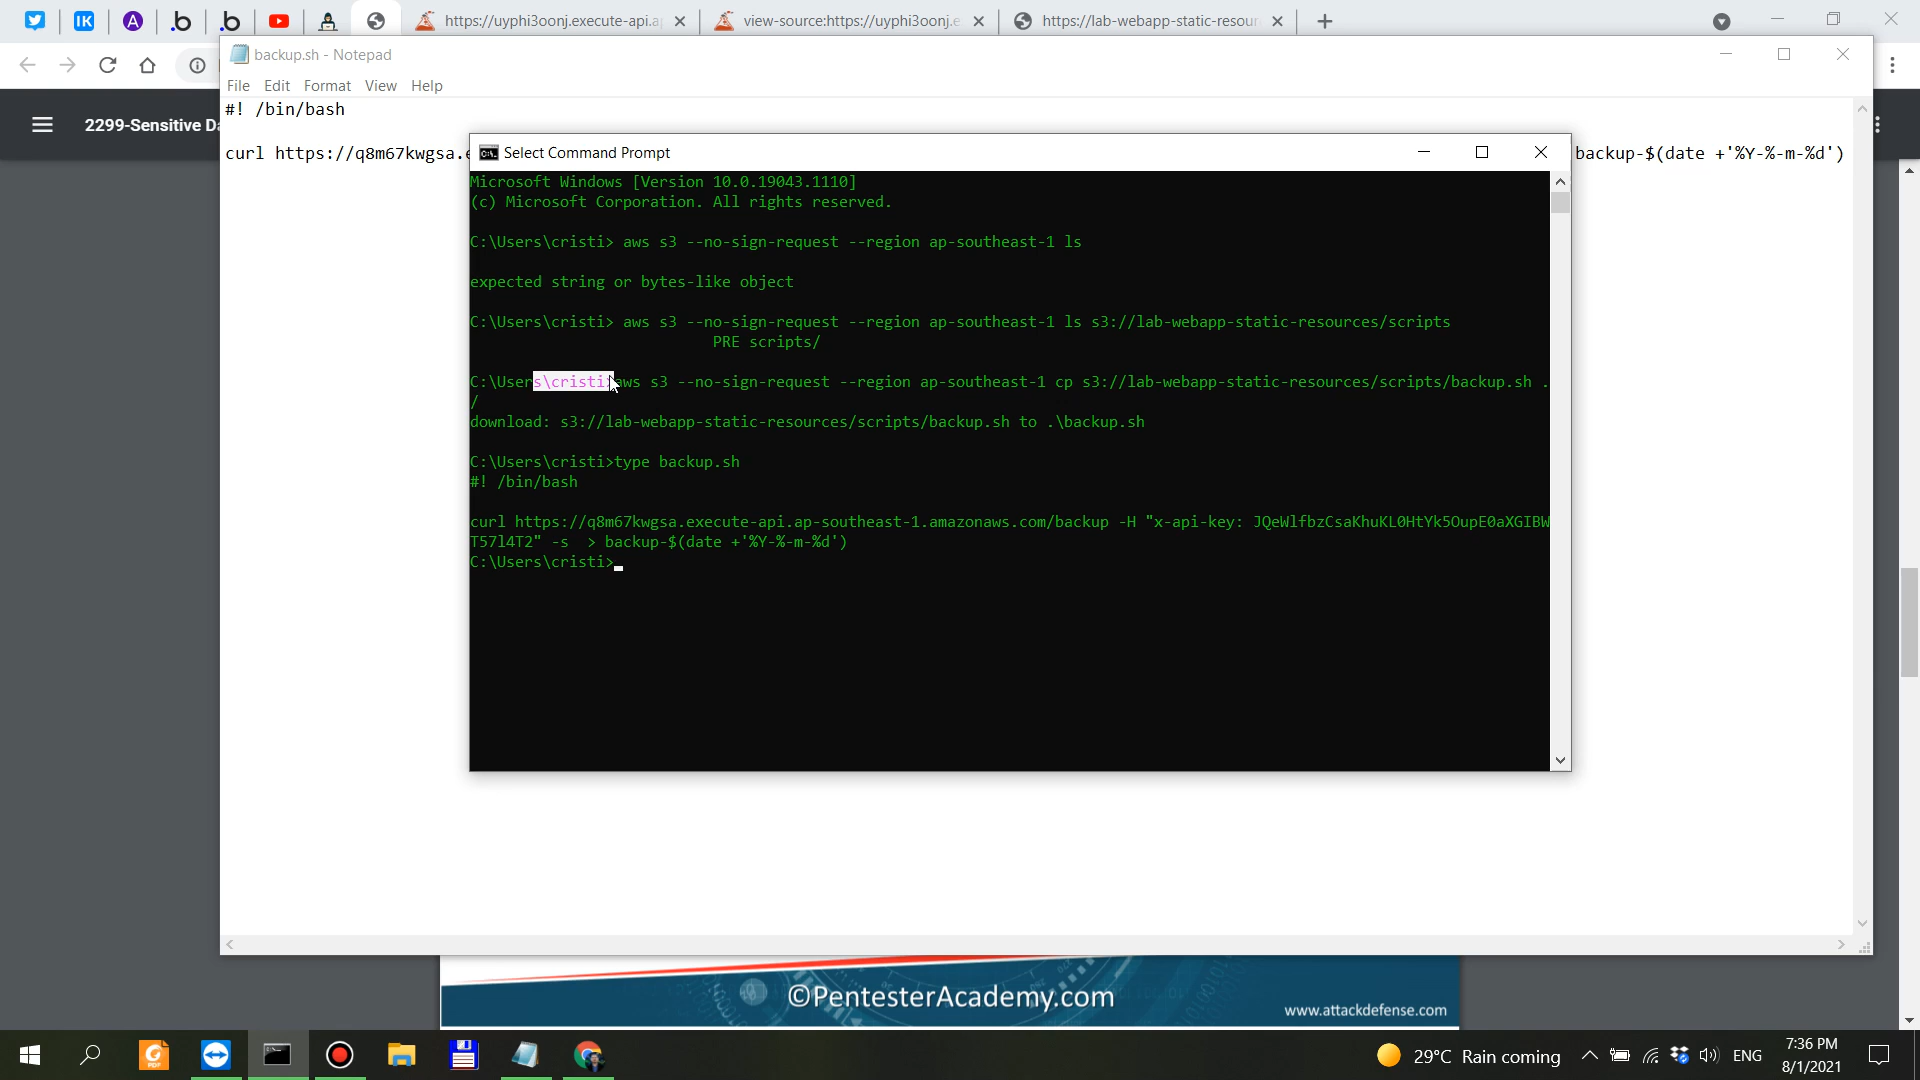 https://uyphi3oonj.execute-api.a
view-source:https://uyphi3oonj.e
https://lab-webapp-static-resour
backup.sh - Notepad
File Edit Format View Help
2299-Sensitive Da
#! /bin/bash
curl https://q8m67kwgsa.e
backup-$(date +'%Y-%-m-%d')
Select Command Prompt
Microsoft Windows [Version 10.0.19043.1110]
(c) Microsoft Corporation. All rights reserved.
C:\Users\cristi> aws s3 --no-sign-request --region ap-southeast-1 ls
expected string or bytes-like object
C:\Users\cristi> aws s3 --no-sign-request --region ap-southeast-1 ls s3://lab-webapp-static-resources/scripts
PRE scripts/
C:\Users\cristi>aws s3 --no-sign-request --region ap-southeast-1 cp s3://lab-webapp-static-resources/scripts/backup.sh .
/
download: s3://lab-webapp-static-resources/scripts/backup.sh to .\backup.sh
C:\Users\cristi>type backup.sh
#! /bin/bash
curl https://q8m67kwgsa.execute-api.ap-southeast-1.amazonaws.com/backup -H "x-api-key: JQeWlfbzCsaKhuKL0HtYk5OupE0aXGIBW
T57l4T2" -s  > backup-$(date +'%Y-%-m-%d')
C:\Users\cristi>
©PentesterAcademy.com
www.attackdefense.com
29°C Rain coming
ENG
7:36 PM
8/1/2021